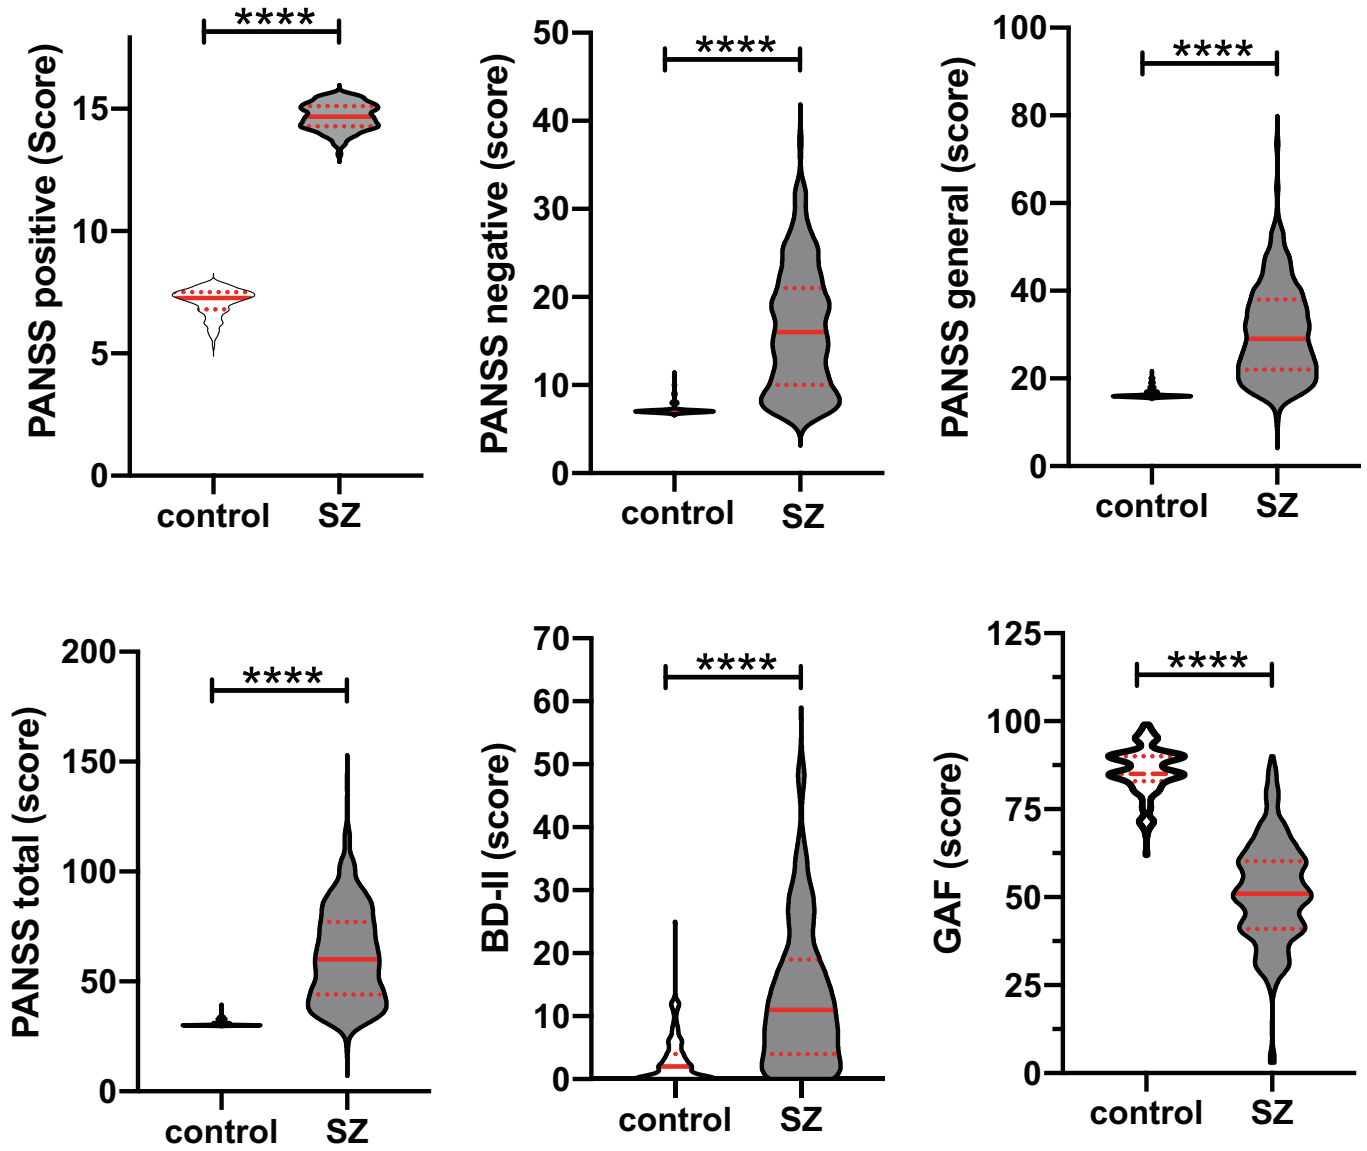 PANSS positive (Score)
15
10
5
0
****
control
SZ
PANSS negative (score)
50
40
30
20
10
0
****
control
SZ
PANSS general (score)
100
80
60
40
20
0
****
control
SZ
PANSS total (score)
200
150
100
50
0
****
control
SZ
BD-II (score)
70
60
50
40
30
20
10
0
****
control
SZ
GAF (score)
125
100
75
50
25
0
****
control
SZ